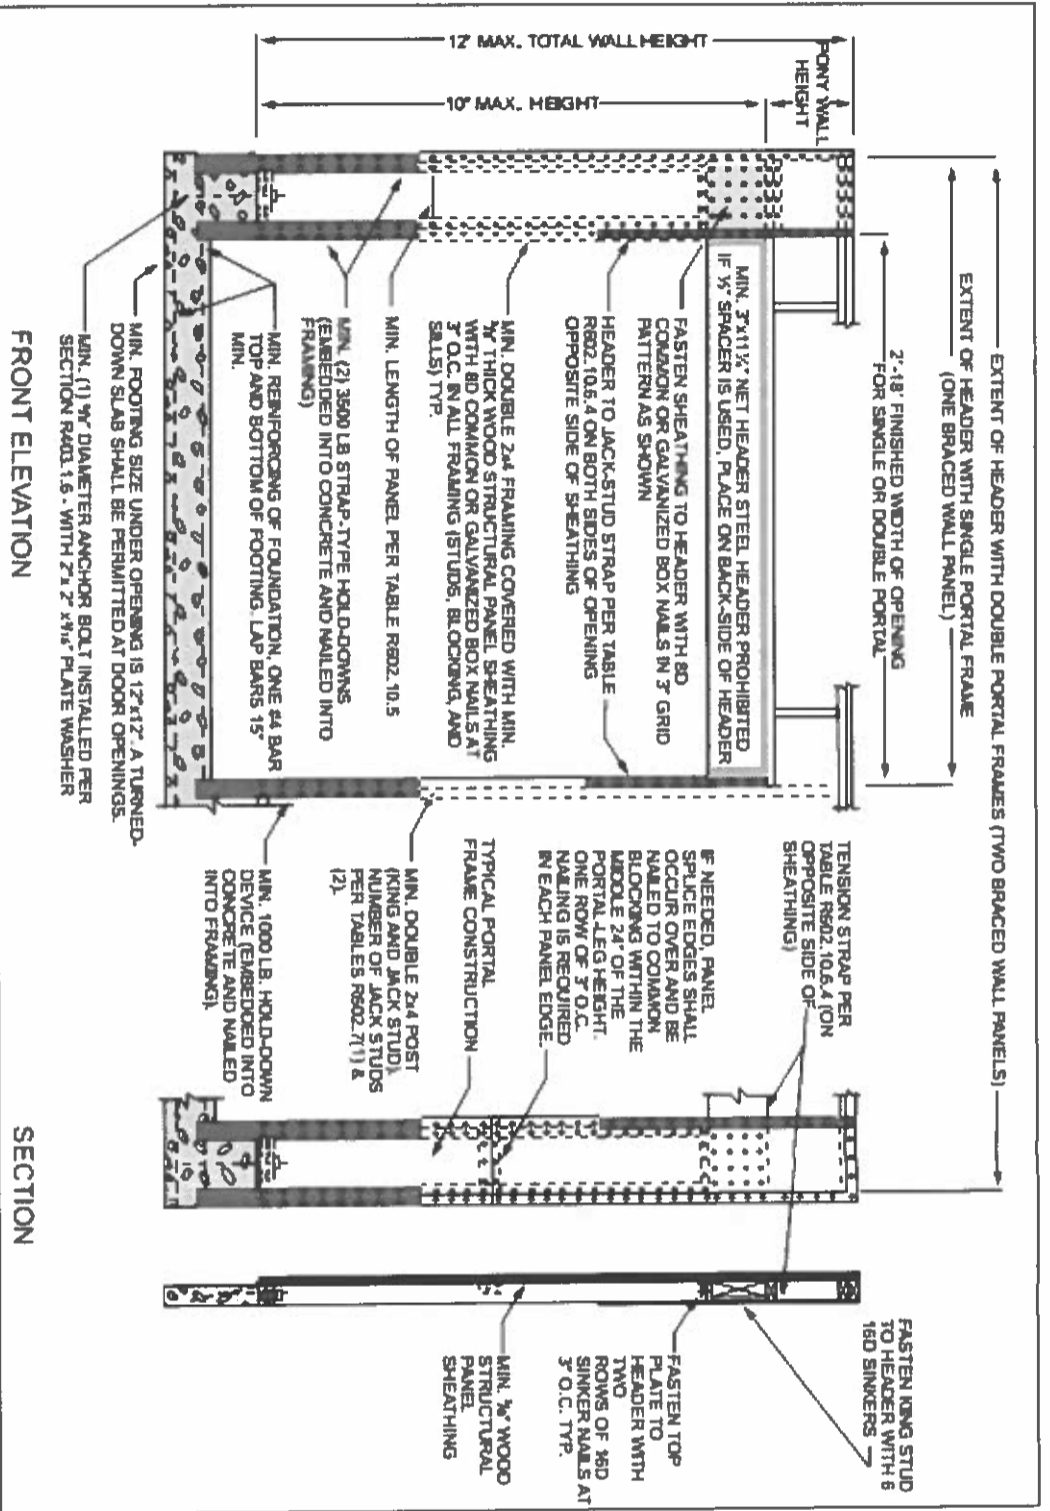 EXTENT OF HEADER WITH DOUBLE PORTAL FRAMES (TWO BRACED WALL PANELS)
EXTENT OF HEADER WITH SINGLE PORTAL FRAME
(ONE BRACED WALL PANEL)
2'-18' FINISHED WIDTH OF OPENING
FOR SINGLE OR DOUBLE PORTAL
PONY WALL
HEIGHT
12' MAX. TOTAL WALL HEIGHT
10' MAX. HEIGHT
MIN. 3"x11 ¼" NET HEADER STEEL HEADER PROHIBITED
IF ½" SPACER IS USED, PLACE ON BACK-SIDE OF HEADER
FASTEN SHEATHING TO HEADER WITH 8D
COMMON OR GALVANIZED BOX NAILS IN 3" GRID
PATTERN AS SHOWN
HEADER TO JACK-STUD STRAP PER TABLE
R602.10.6.4 ON BOTH SIDES OF OPENING
OPPOSITE SIDE OF SHEATHING
MIN. DOUBLE 2x4 FRAMING COVERED WITH MIN.
THICK WOOD STRUCTURAL PANEL SHEATHING
WITH 8D COMMON OR GALVANIZED BOX NAILS AT
3" O.C. IN ALL FRAMING (STUDS, BLOCKING, AND
SILLS) TYP.
MIN. LENGTH OF PANEL PER TABLE R602.10.5
MIN. (2) 3500 LB STRAP-TYPE HOLD-DOWNS
(EMBEDDED INTO CONCRETE AND NAILED INTO
FRAMING)
MIN. REINFORCING OF FOUNDATION, ONE #4 BAR
TOP AND BOTTOM OF FOOTING. LAP BARS 15"
MIN.
MIN. FOOTING SIZE UNDER OPENING IS 12"x12". A TURNED-
DOWN SLAB SHALL BE PERMITTED AT DOOR OPENINGS.
MIN. (1) DIAMETER ANCHOR BOLT INSTALLED PER
SECTION R403.1.6 - WITH 2" x 2" x PLATE WASHER
TENSION STRAP PER
TABLE R602.10.6.4 (ON
OPPOSITE SIDE OF
SHEATHING)
IF NEEDED, PANEL
SPLICE EDGES SHALL
OCCUR OVER AND BE
NAILED TO COMMON
BLOCKING WITHIN THE
MIDDLE 24" OF THE
PORTAL-LEG HEIGHT.
ONE ROW OF 3" O.C.
NAILING IS REQUIRED
IN EACH PANEL EDGE.
TYPICAL PORTAL
FRAME CONSTRUCTION
MIN. DOUBLE 2x4 POST
(KING AND JACK STUD).
NUMBER OF JACK STUDS
PER TABLES R602.7(1) &
(2).
MIN. 1000 LB. HOLD-DOWN
DEVICE (EMBEDDED INTO
CONCRETE AND NAILED
INTO FRAMING).
FASTEN KING STUD
TO HEADER WITH 6
16D SINKERS
FASTEN TOP
PLATE TO
HEADER WITH
TWO
ROWS OF 16D
SINKER NAILS AT
3" O.C. TYP.
MIN. WOOD
STRUCTURAL
PANEL
SHEATHING
FRONT ELEVATION
SECTION